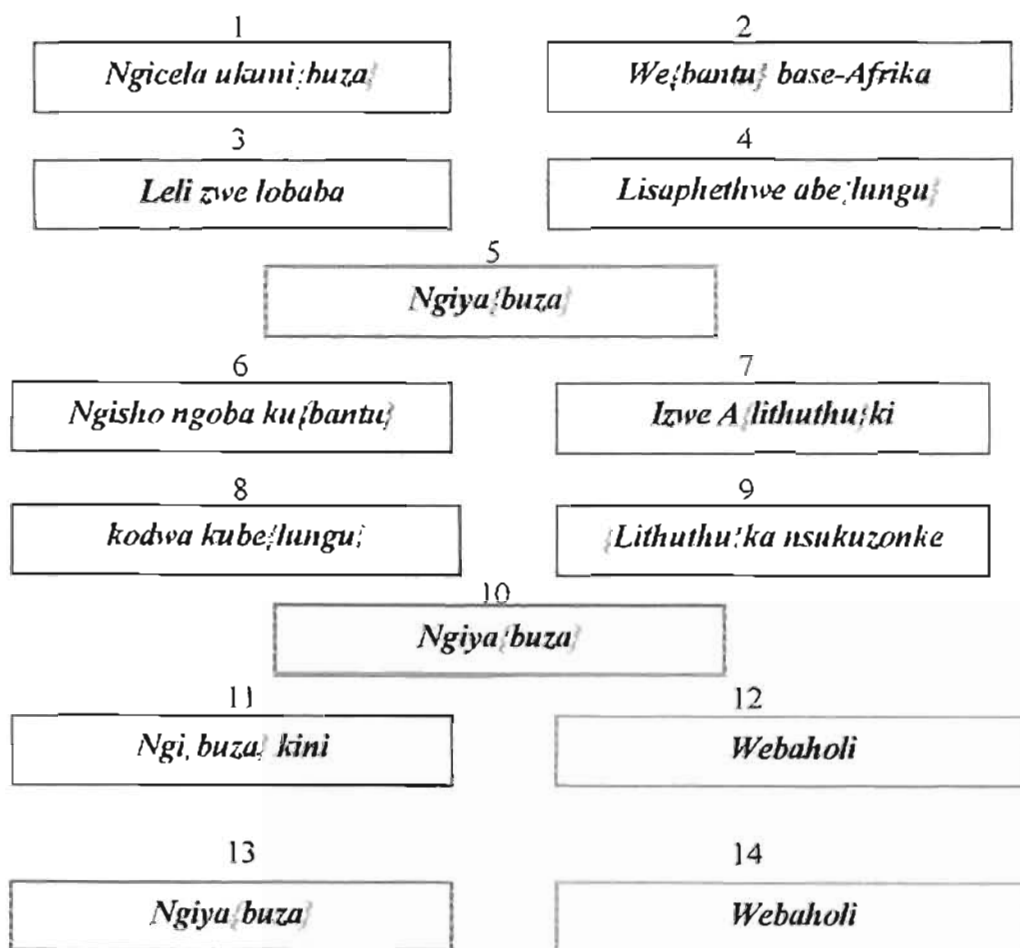 1 2
Ngicela ukuni{buza} We{bantu} base-Afrika
3 4
Leli zwe lobaba Lisaphethwe abe{lungu}
5
Ngiya{buza}
6 7
Ngisho ngoba ku{bantu} Izwe A{lithuthu}ki
8 9
kodwa kube{lungu} {Lithuthu}ka nsukuzonke
10
Ngiya{buza}
11 12
Ngi{buza} kini Webaholi
13 14
Ngiya{buza} Webaholi